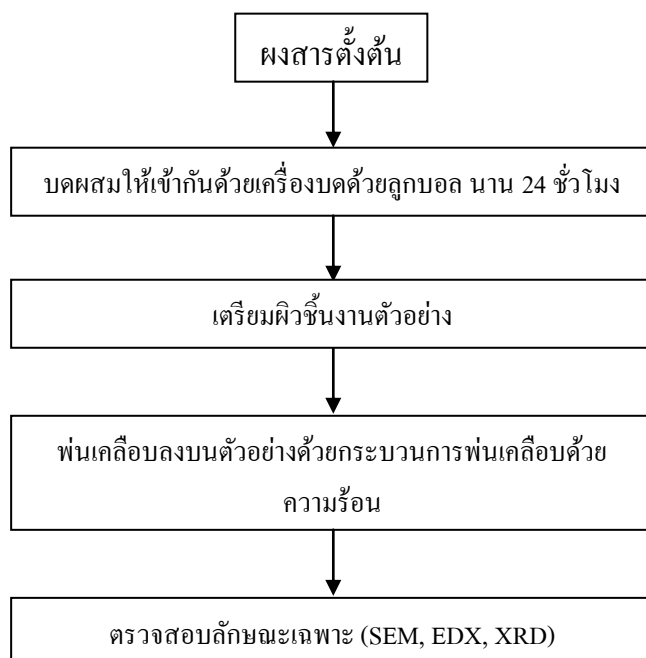 ผงสารตั้งต้น
บดผสมให้เข้ากันด้วยเครื่องบดด้วยลูกบอล นาน 24 ชั่วโมง
เตรียมผิวชิ้นงานตัวอย่าง
พ่นเคลือบลงบนตัวอย่างด้วยกระบวนการพ่นเคลือบด้วย
ความร้อน
ตรวจสอบลักษณะเฉพาะ (SEM, EDX, XRD)